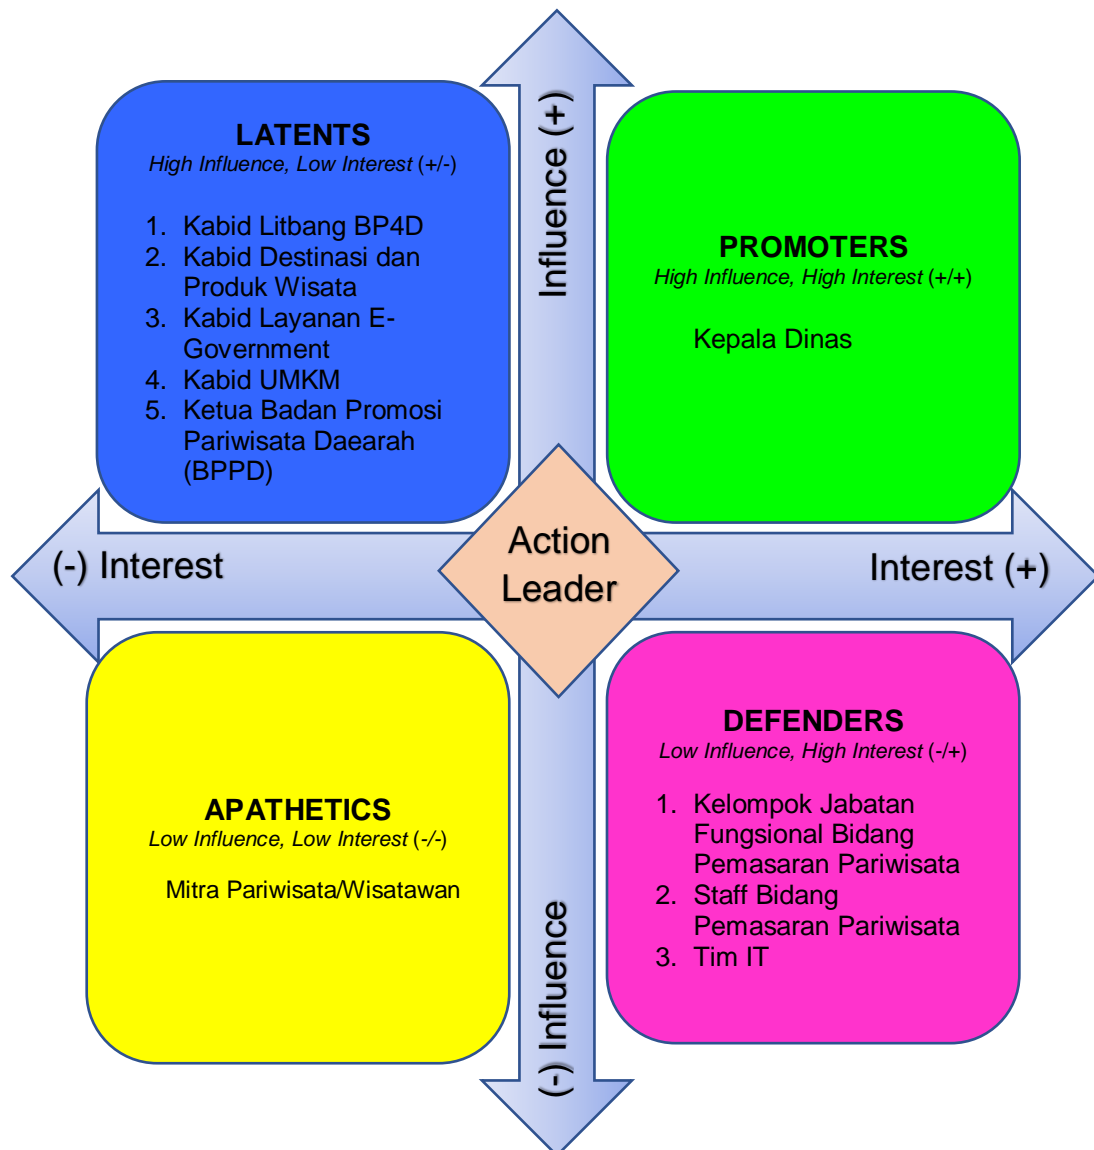 Influence (+)
LATENTS
High Influence, Low Interest (+/-)
1. Kabid Litbang BP4D
2. Kabid Destinasi dan
Produk Wisata
3. Kabid Layanan E-
Government
4. Kabid UMKM
5. Ketua Badan Promosi
Pariwisata Daearah
(BPPD)
PROMOTERS
High Influence, High Interest (+/+)
Kepala Dinas
(-) Interest
Action
Leader
Interest (+)
APATHETICS
Low Influence, Low Interest (-/-)
Mitra Pariwisata/Wisatawan
DEFENDERS
Low Influence, High Interest (-/+)
1. Kelompok Jabatan
Fungsional Bidang
Pemasaran Pariwisata
2. Staff Bidang
Pemasaran Pariwisata
3. Tim IT
(-) Influence